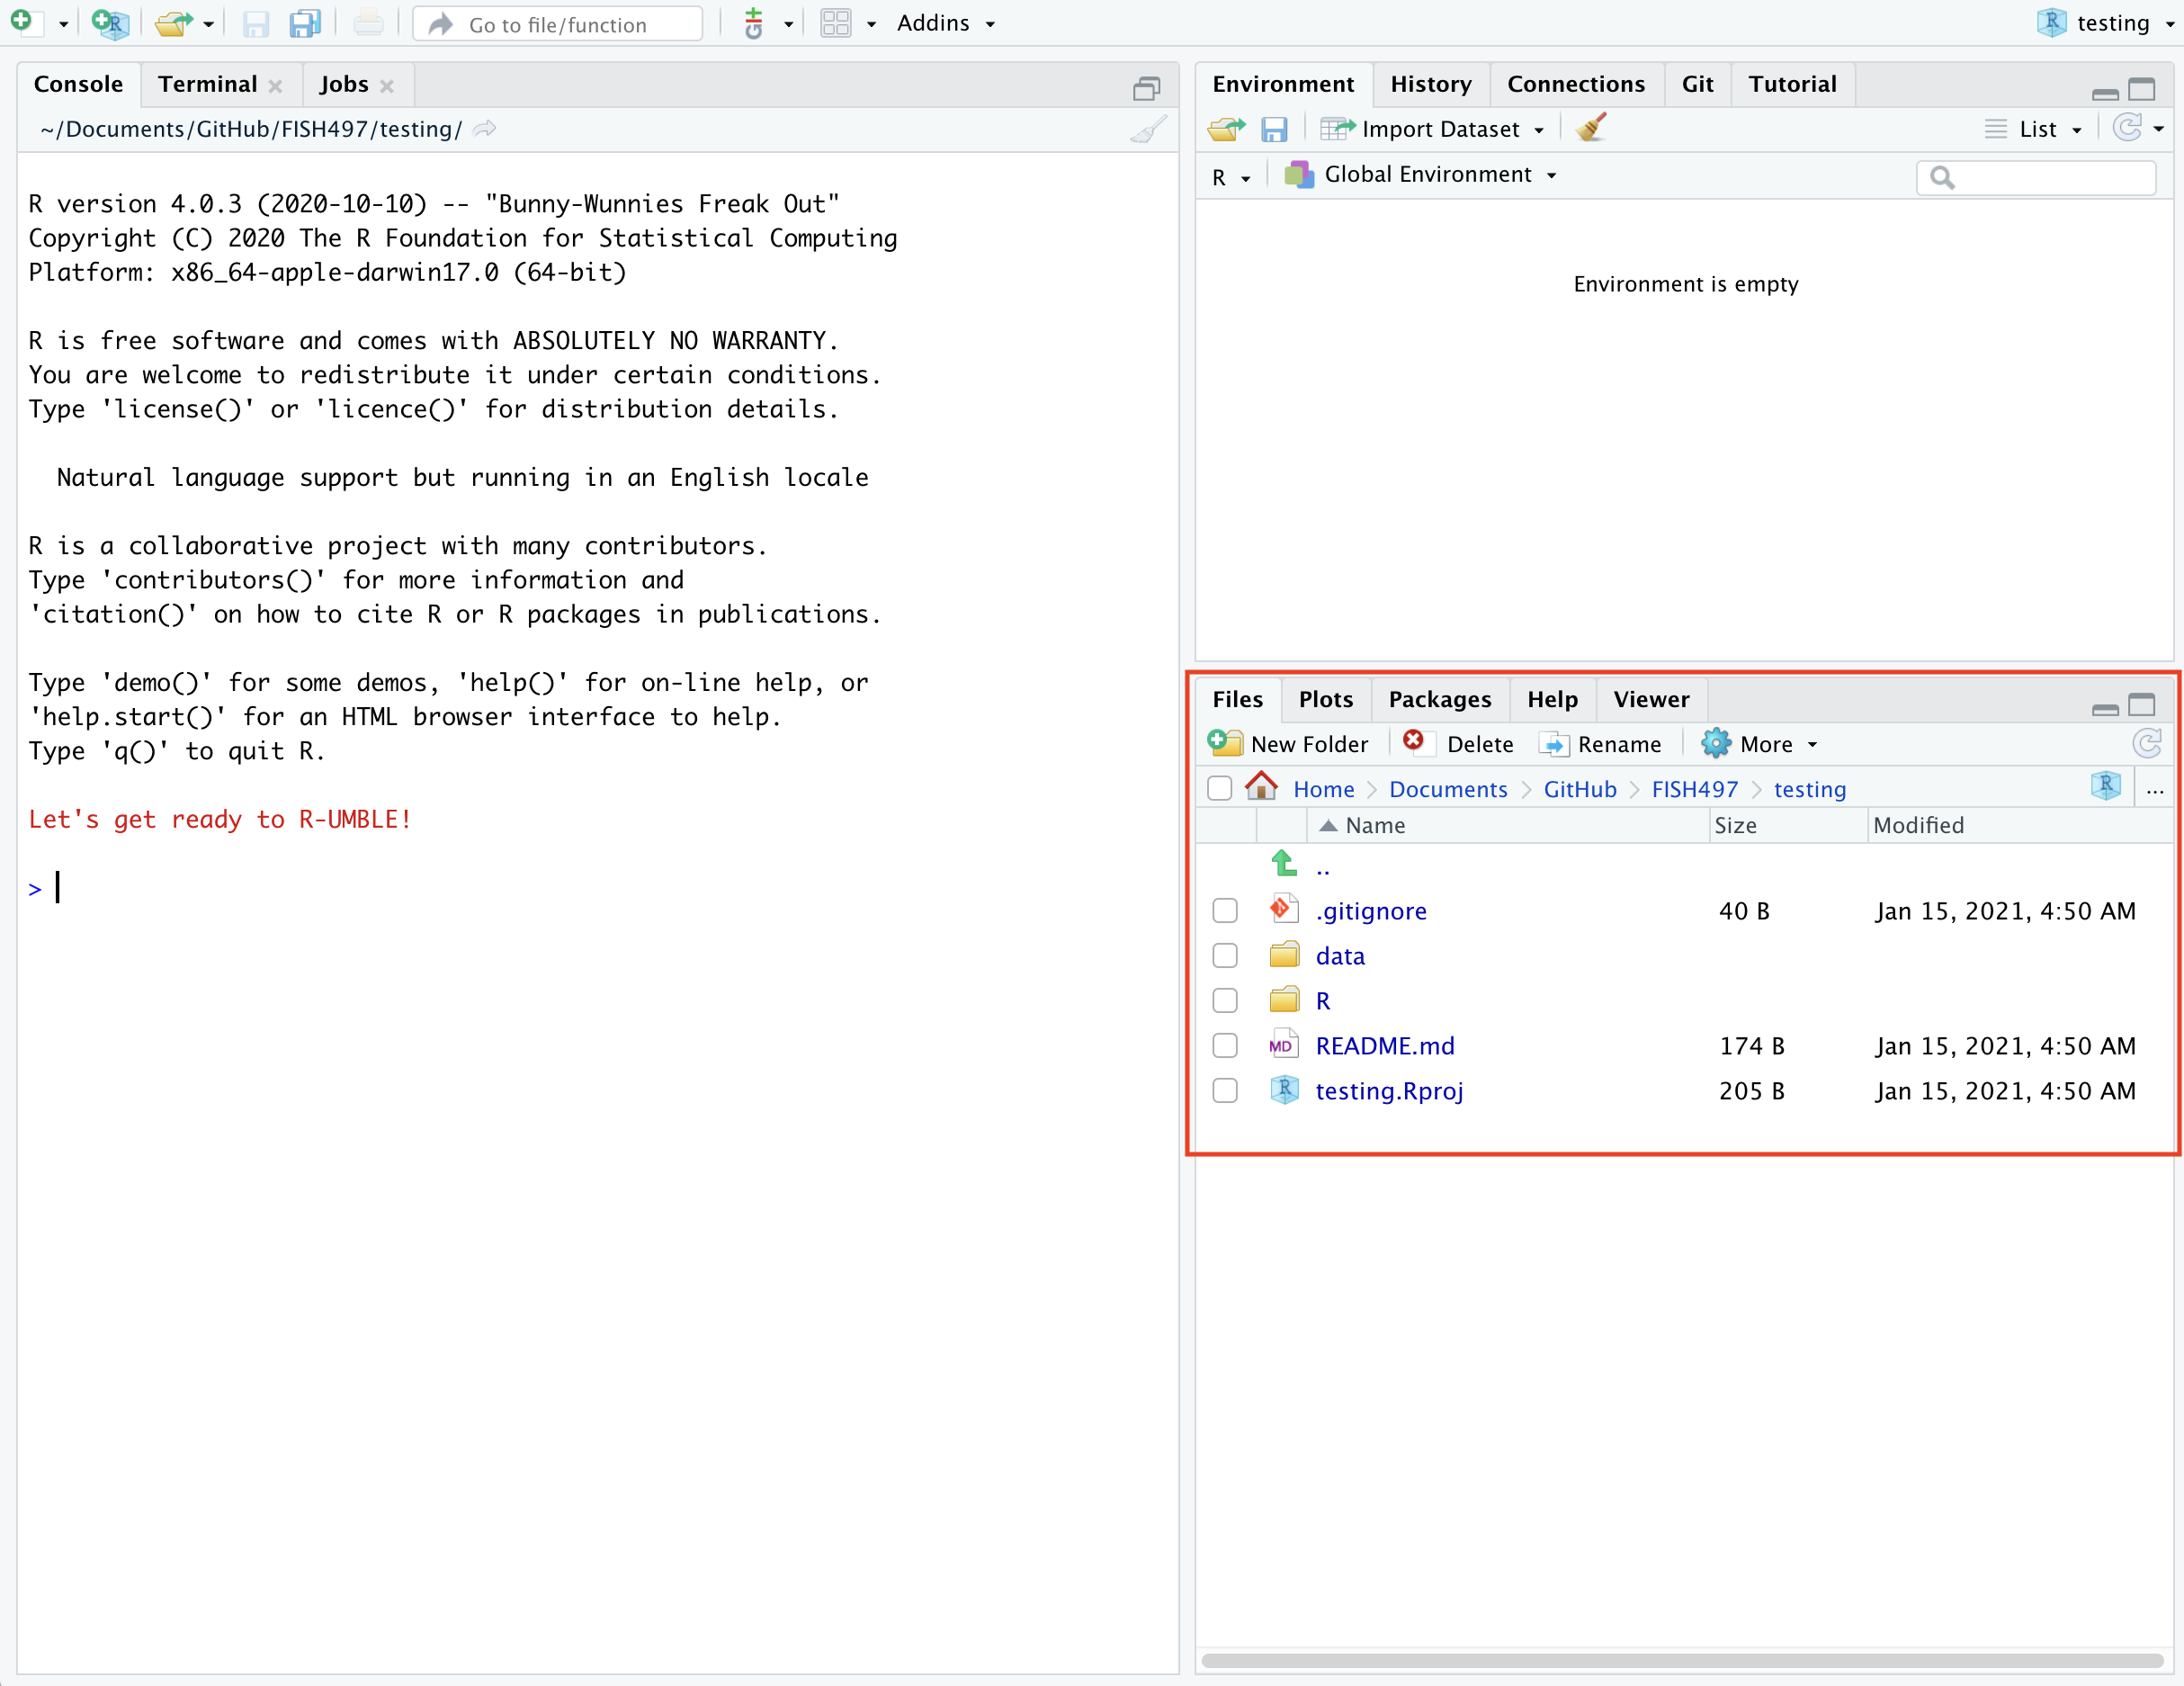 Go to file/function
Addins
testing
Console Terminal Jobs
~/Documents/GitHub/FISH497/testing/
R version 4.0.3 (2020-10-10) -- "Bunny-Wunnies Freak Out"
Copyright (C) 2020 The R Foundation for Statistical Computing
Platform: x86_64-apple-darwin17.0 (64-bit)
R is free software and comes with ABSOLUTELY NO WARRANTY.
You are welcome to redistribute it under certain conditions.
Type 'license()' or 'licence()' for distribution details.
Natural language support but running in an English locale
R is a collaborative project with many contributors.
Type 'contributors()' for more information and
'citation()' on how to cite R or R packages in publications.
Type 'demo()' for some demos, 'help()' for on-line help, or
'help.start()' for an HTML browser interface to help.
Type 'q()' to quit R.
Let's get ready to R-UMBLE!
>
Environment History Connections Git Tutorial
Import Dataset List
R Global Environment
Environment is empty
Files Plots Packages Help Viewer
New Folder Delete Rename More
Home Documents GitHub FISH497 testing R ...
Name Size Modified
..
.gitignore 40 B Jan 15, 2021, 4:50 AM
data
R
MD README.md 174 B Jan 15, 2021, 4:50 AM
R testing.Rproj 205 B Jan 15, 2021, 4:50 AM